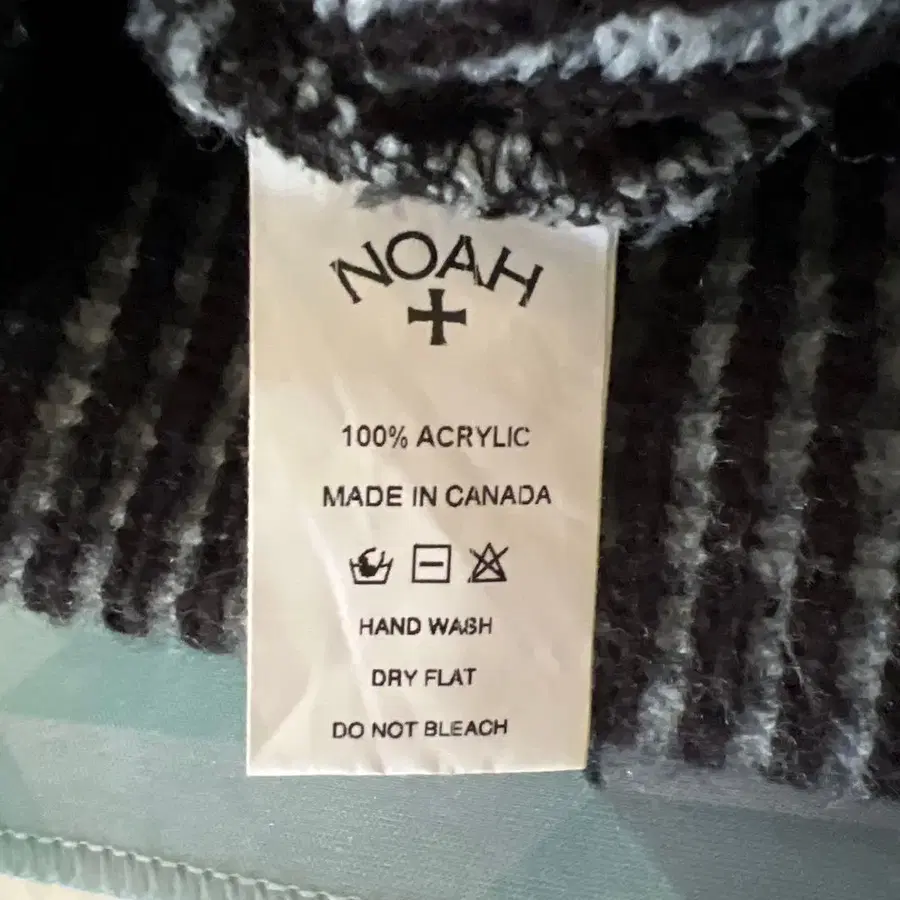 NOAH
100% ACRYLIC
MADE IN CANADA
HAND WASH
DRY FLAT
DO NOT BLEACH